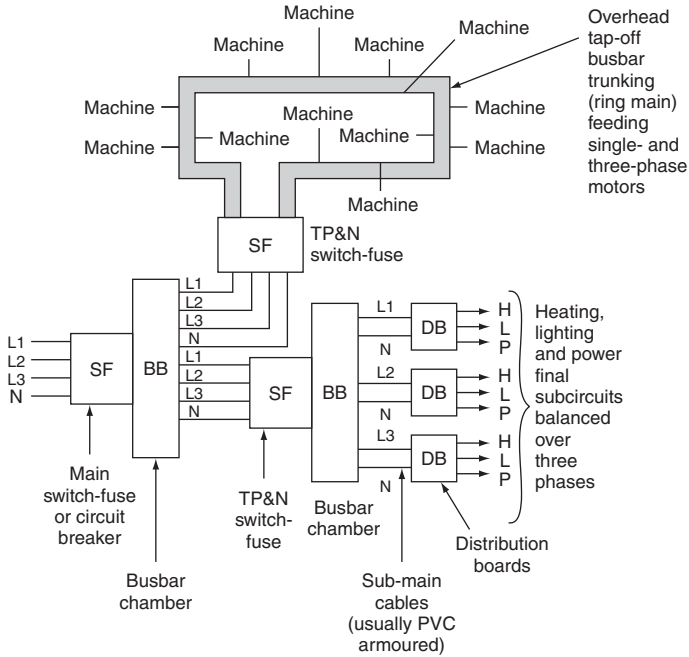 Machine
Machine
Machine
Machine
Overhead
tap-off
busbar
trunking
(ring main)
feeding
single- and
three-phase
motors
Machine
Machine
Machine
Machine
Machine
Machine
Machine
Machine
Machine
SF
TP&N
switch-fuse
L1
L2
L3
N
L1
L2
L3
N
SF
BB
L1
L2
L3
N
SF
BB
L1
N
DB
H
L
P
L2
N
DB
H
L
P
L3
N
DB
H
L
P
Heating,
lighting
and power
final
subcircuits
balanced
over
three
phases
Main
switch-fuse
or circuit
breaker
Busbar
chamber
TP&N
switch-
fuse
Busbar
chamber
Sub-main
cables
(usually PVC
armoured)
Distribution
boards